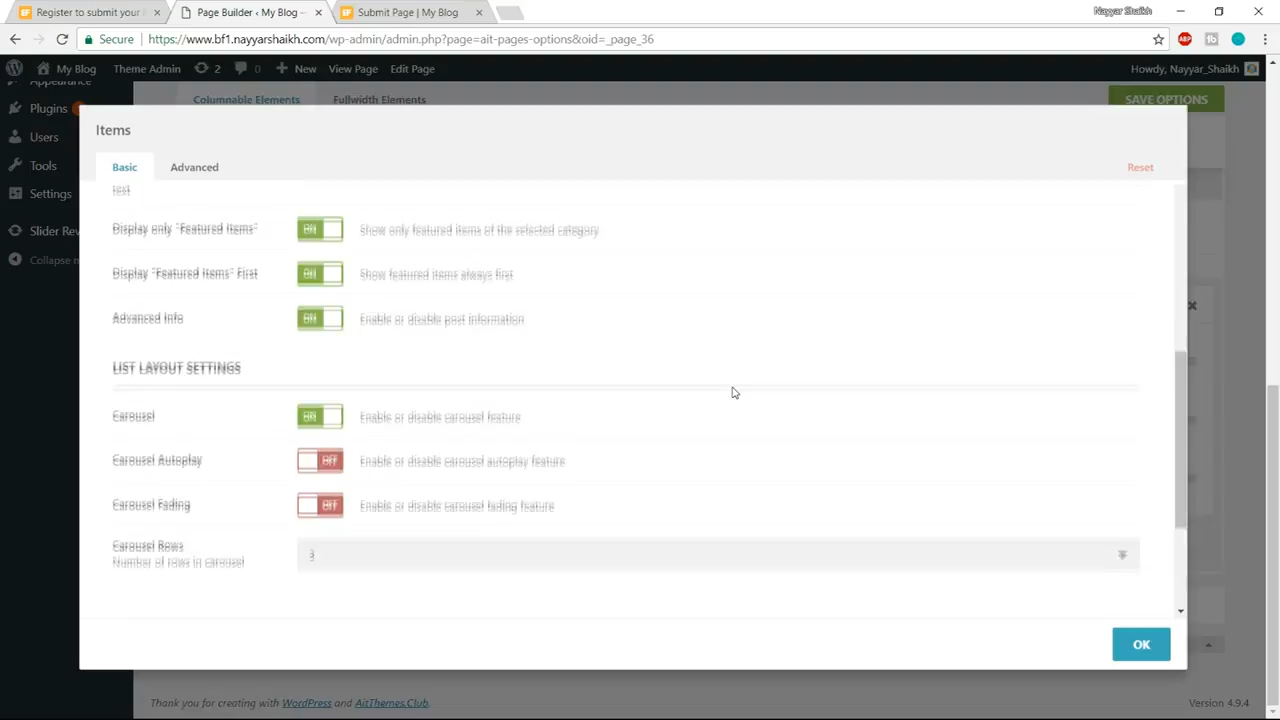 Register to submit your
Page Builder ‹ My Blog —
Submit Page | My Blog
Nayyar Shaikh
Secure
https://www.bf1.nayyarshaikh.com/wp-admin/admin.php?page=ait-pages-options&oid=_page_36
My Blog
Theme Admin
2
0
New
View Page
Edit Page
Howdy, Nayyar_Shaikh
Appearance
Plugins
Users
Tools
Settings
Slider Rev
Collapse
Columnable Elements
Fullwidth Elements
SAVE OPTIONS
Items
Basic
Advanced
Reset
text
Display only "Featured Items"
ON
Show only featured items of the selected category
Display "Featured Items" First
ON
Show featured items always first
Advanced Info
ON
Enable or disable post information
LIST LAYOUT SETTINGS
Carousel
ON
Enable or disable carousel feature
Carousel Autoplay
OFF
Enable or disable carousel autoplay feature
Carousel Fading
OFF
Enable or disable carousel fading feature
Carousel Rows
Number of rows in carousel
OK
Thank you for creating with WordPress and AitThemes.Club.
Version 4.9.4